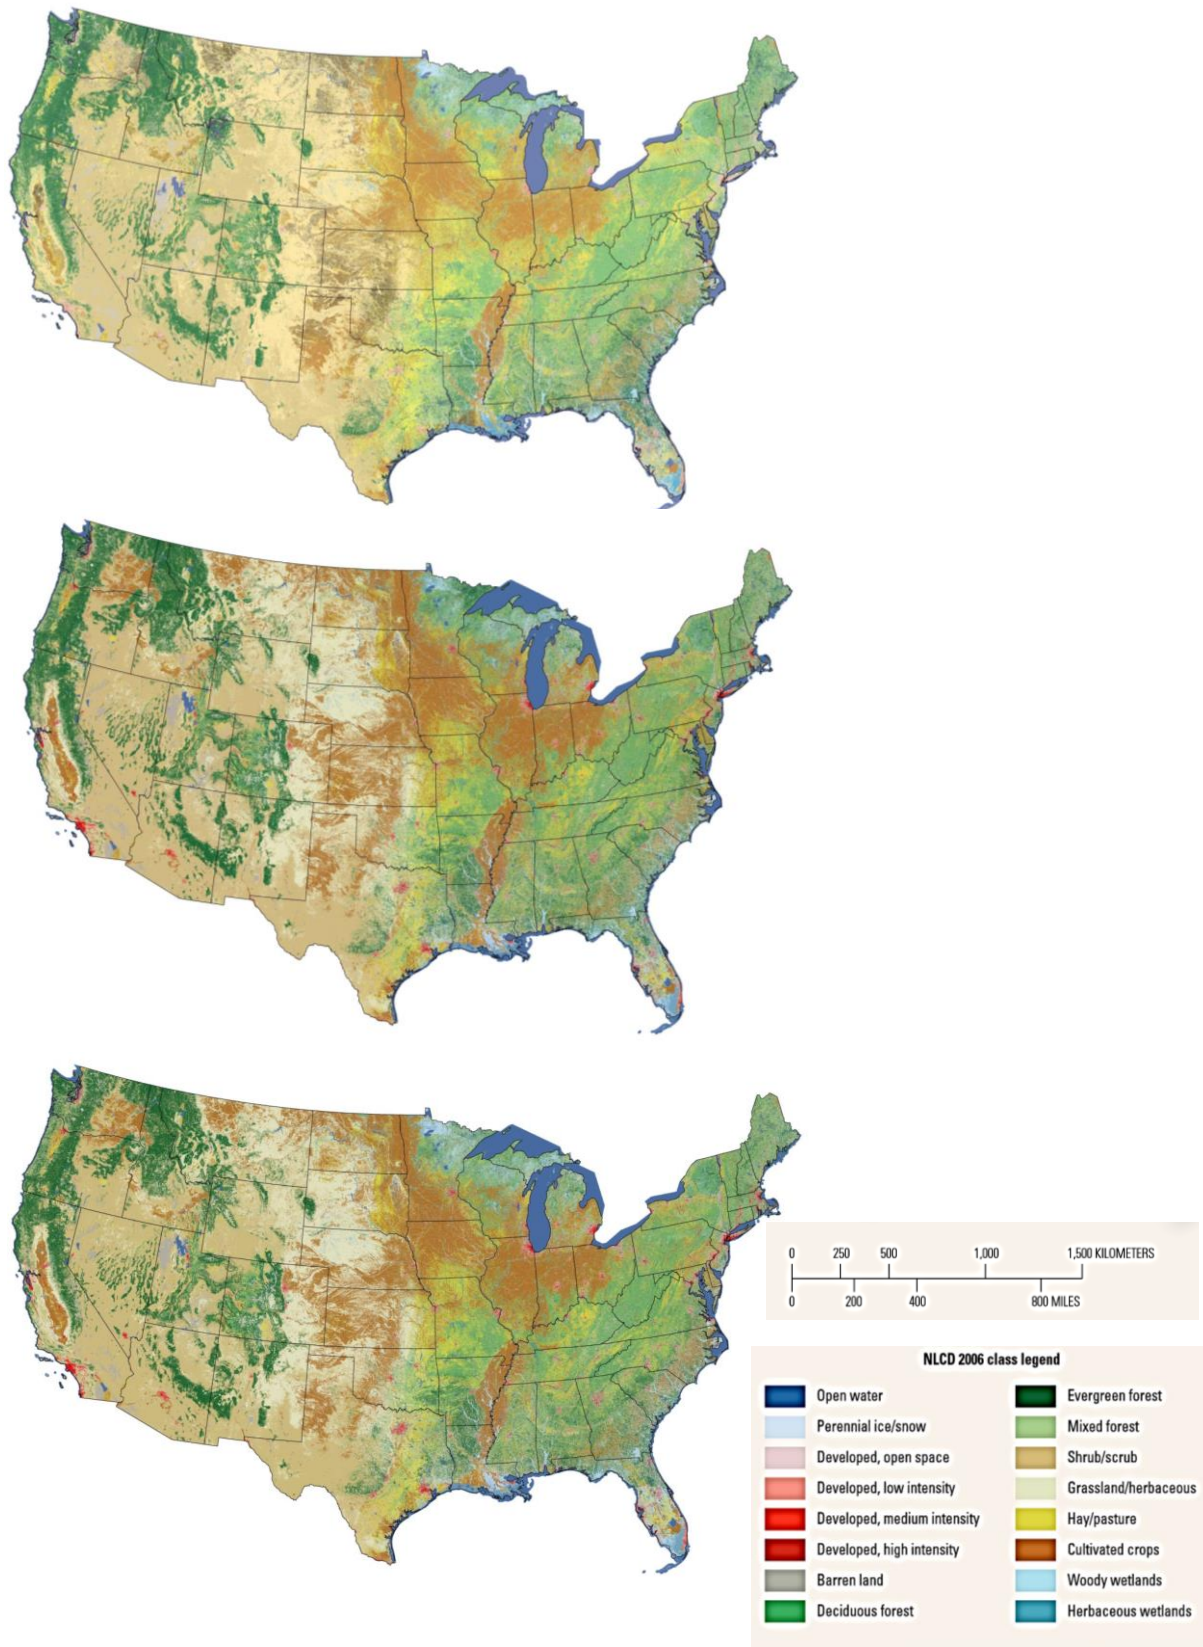 0 250 500 1,000 1,500 KILOMETERS
0 200 400 800 MILES
NLCD 2006 class legend
Open water
Perennial ice/snow
Developed, open space
Developed, low intensity
Developed, medium intensity
Developed, high intensity
Barren land
Deciduous forest
Evergreen forest
Mixed forest
Shrub/scrub
Grassland/herbaceous
Hay/pasture
Cultivated crops
Woody wetlands
Herbaceous wetlands